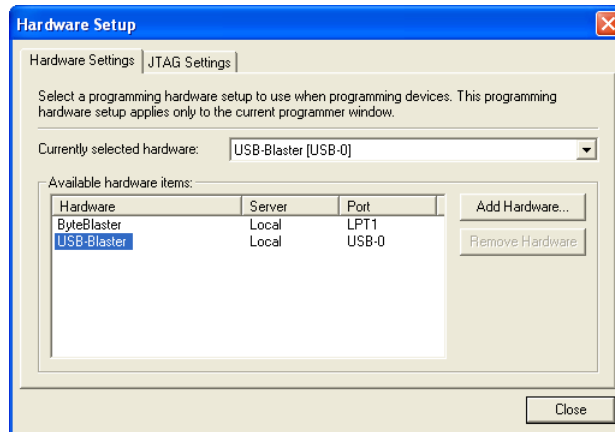 Hardware Setup
Hardware Settings JTAG Settings
Select a programming hardware setup to use when programming devices. This programming
hardware setup applies only to the current programmer window.
Currently selected hardware: USB-Blaster [USB-0]
Available hardware items:
Hardware Server Port
ByteBlaster Local LPT1
USB-Blaster Local USB-0
Add Hardware...
Remove Hardware
Close